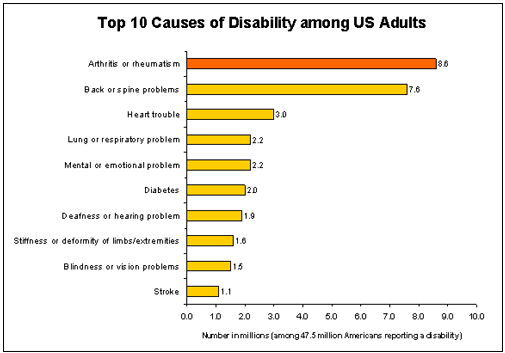 Top 10 Causes of Disability among US Adults
Arthritis or rheumatism 8.6
Back or spine problems 7.6
Heart trouble 3.0
Lung or respiratory problem 2.2
Mental or emotional problem 2.2
Diabetes 2.0
Deafness or hearing problem 1.9
Stiffness or deformity of limbs/extremities 1.6
Blindness or vision problems 1.5
Stroke 1.1
0.0 1.0 2.0 3.0 4.0 5.0 6.0 7.0 8.0 9.0 10.0
Number in millions (among 47.5 million Americans reporting a disability)